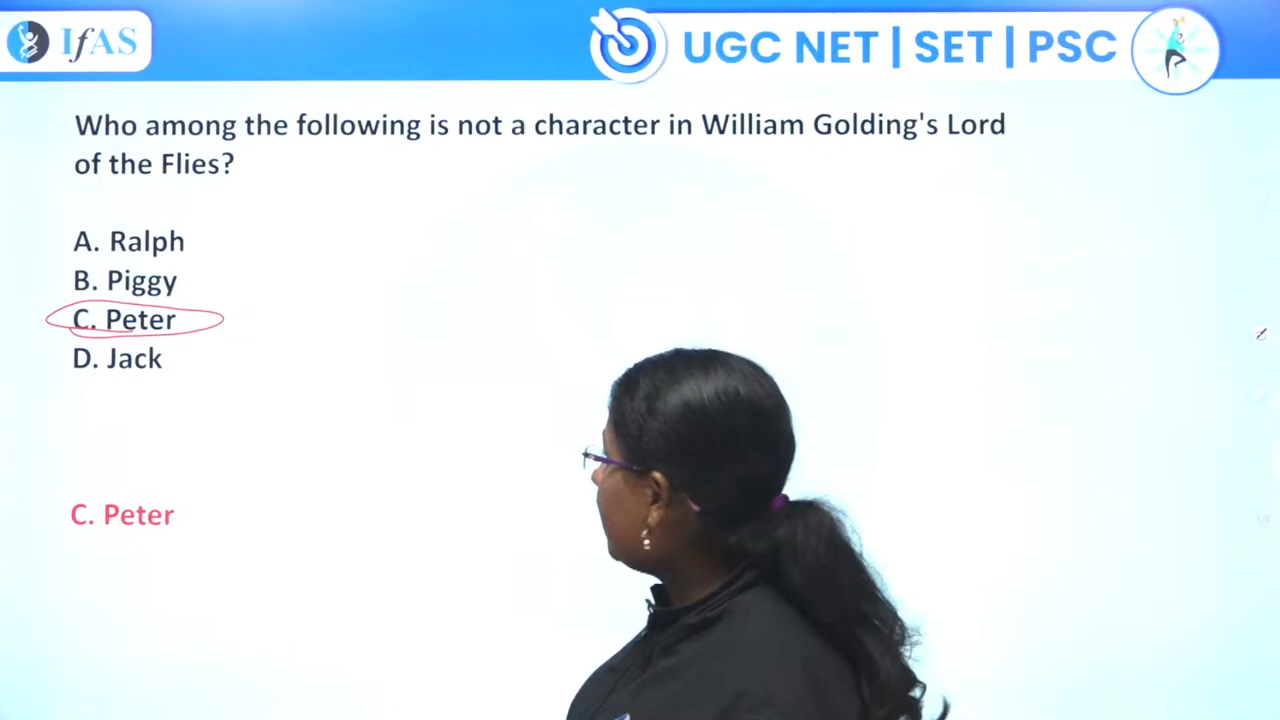 IfAS
UGC NET | SET | PSC
Who among the following is not a character in William Golding's Lord
of the Flies?
A. Ralph
B. Piggy
C. Peter
D. Jack
C. Peter